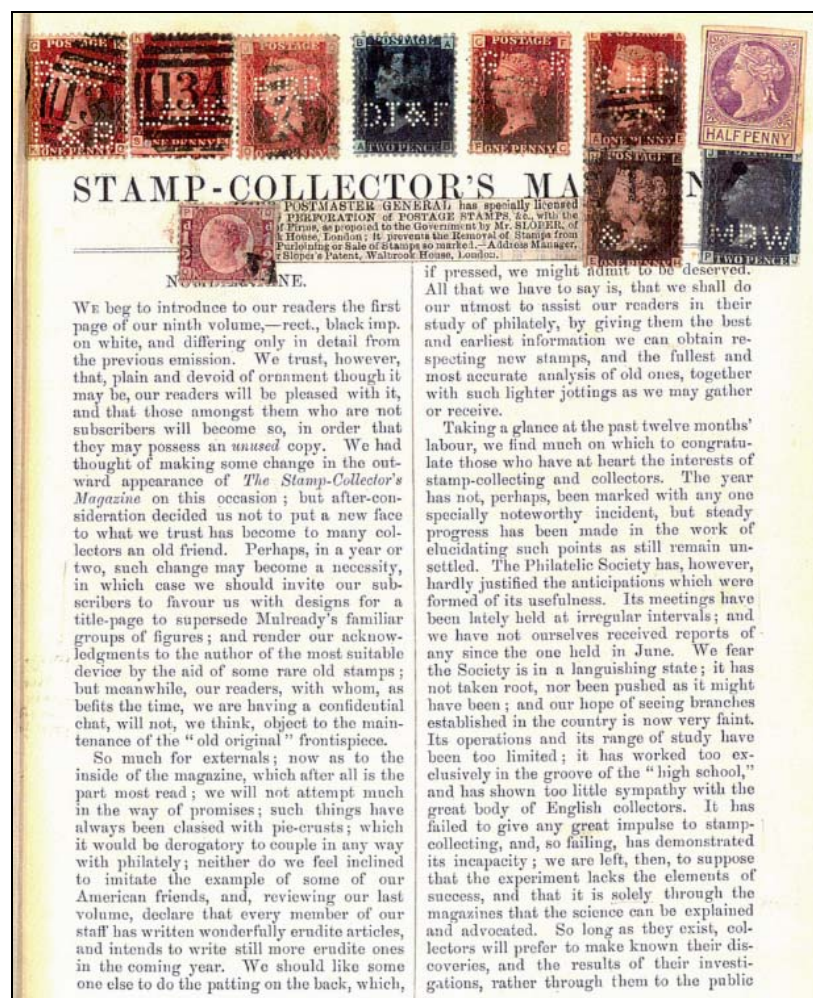 POSTAGE
ONE PENNY
134
ONE PENNY
POSTAGE
ONE PENNY
DI&F
TWO PENCE
POSTAGE
ONE PENNY
ONE PENNY
HALFPENNY
POSTAGE
&
MBW
TWO PENCE
STAMP-COLLECTOR'S MA N
POSTMASTER GENERAL has specially licensed
PERFORATION of POSTAGE STAMPS, &c., with the
of Firms, as proposed to the Government by Mr. SLOPER, of
House, London; it prevents the Removal of Stamps from
Purloining or Sale of Stamps so marked.—Address Manager,
Sloper's Patent, Walbrook House, London.
NE.
WE beg to introduce to our readers the first
page of our ninth volume,—rect., black imp.
on white, and differing only in detail from
the previous emission. We trust, however,
that, plain and devoid of ornament though it
may be, our readers will be pleased with it,
and that those amongst them who are not
subscribers will become so, in order that
they may possess an unused copy. We had
thought of making some change in the out-
ward appearance of The Stamp-Collector's
Magazine on this occasion; but after-con-
sideration decided us not to put a new face
to what we trust has become to many col-
lectors an old friend. Perhaps, in a year or
two, such change may become a necessity,
in which case we should invite our sub-
scribers to favour us with designs for a
title-page to supersede Mulready's familiar
groups of figures; and render our acknow-
ledgments to the author of the most suitable
device by the aid of some rare old stamps;
but meanwhile, our readers, with whom, as
befits the time, we are having a confidential
chat, will not, we think, object to the main-
tenance of the "old original" frontispiece.
So much for externals; now as to the
inside of the magazine, which after all is the
part most read; we will not attempt much
in the way of promises; such things have
always been classed with pie-crusts; which
it would be derogatory to couple in any way
with philately; neither do we feel inclined
to imitate the example of some of our
American friends, and, reviewing our last
volume, declare that every member of our
staff has written wonderfully erudite articles,
and intends to write still more erudite ones
in the coming year. We should like some
one else to do the patting on the back, which,
if pressed, we might admit to be deserved.
All that we have to say is, that we shall do
our utmost to assist our readers in their
study of philately, by giving them the best
and earliest information we can obtain re-
specting new stamps, and the fullest and
most accurate analysis of old ones, together
with such lighter jottings as we may gather
or receive.
Taking a glance at the past twelve months'
labour, we find much on which to congratu-
late those who have at heart the interests of
stamp-collecting and collectors. The year
has not, perhaps, been marked with any one
specially noteworthy incident, but steady
progress has been made in the work of
elucidating such points as still remain un-
settled. The Philatelic Society has, however,
hardly justified the anticipations which were
formed of its usefulness. Its meetings have
been lately held at irregular intervals; and
we have not ourselves received reports of
any since the one held in June. We fear
the Society is in a languishing state; it has
not taken root, nor been pushed as it might
have been; and our hope of seeing branches
established in the country is now very faint.
Its operations and its range of study have
been too limited; it has worked too ex-
clusively in the groove of the "high school,"
and has shown too little sympathy with the
great body of English collectors. It has
failed to give any great impulse to stamp-
collecting, and, so failing, has demonstrated
its incapacity; we are left, then, to suppose
that the experiment lacks the elements of
success, and that it is solely through the
magazines that the science can be explained
and advocated. So long as they exist, col-
lectors will prefer to make known their dis-
coveries, and the results of their investi-
gations, rather through them to the public